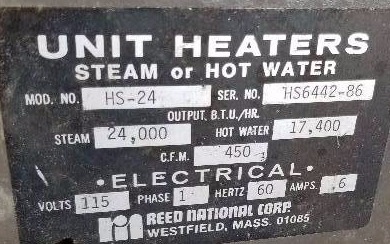 UNIT HEATERS
STEAM or HOT WATER
MOD. NO. HS-24 SER. NO. HS6442-86
OUTPUT, B.T.U./HR.
STEAM 24,000 HOT WATER 17,400
C.F.M. 450
• ELECTRICAL •
VOLTS 115 PHASE 1 HERTZ 60 AMPS. .6
REED NATIONAL CORP.
WESTFIELD, MASS. 01085